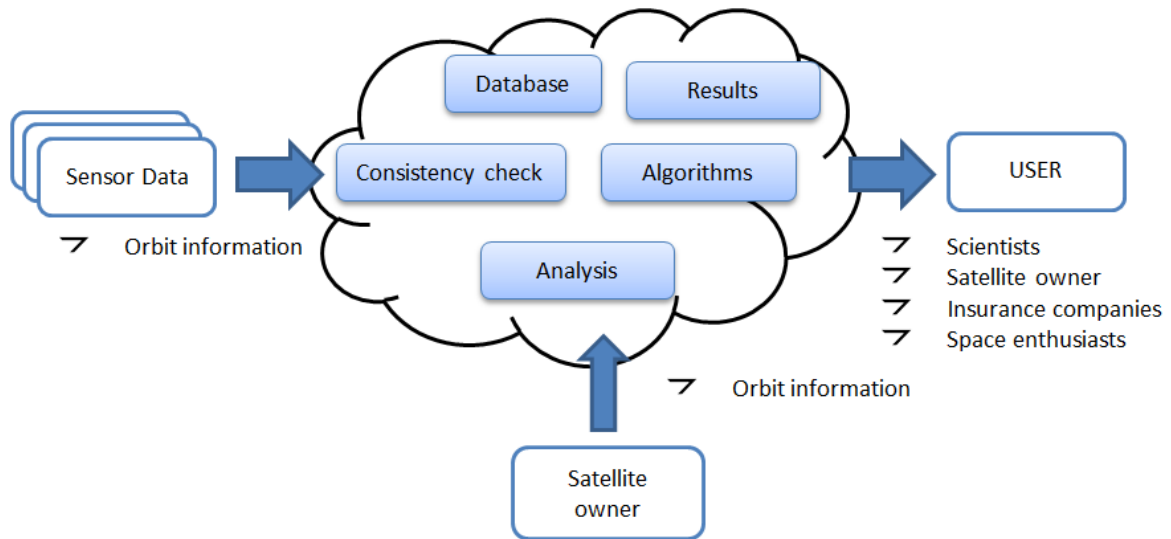 Database
Results
Sensor Data
Consistency check
Algorithms
USER
Orbit information
Scientists
Satellite owner
Insurance companies
Space enthusiasts
Analysis
Orbit information
Satellite
owner